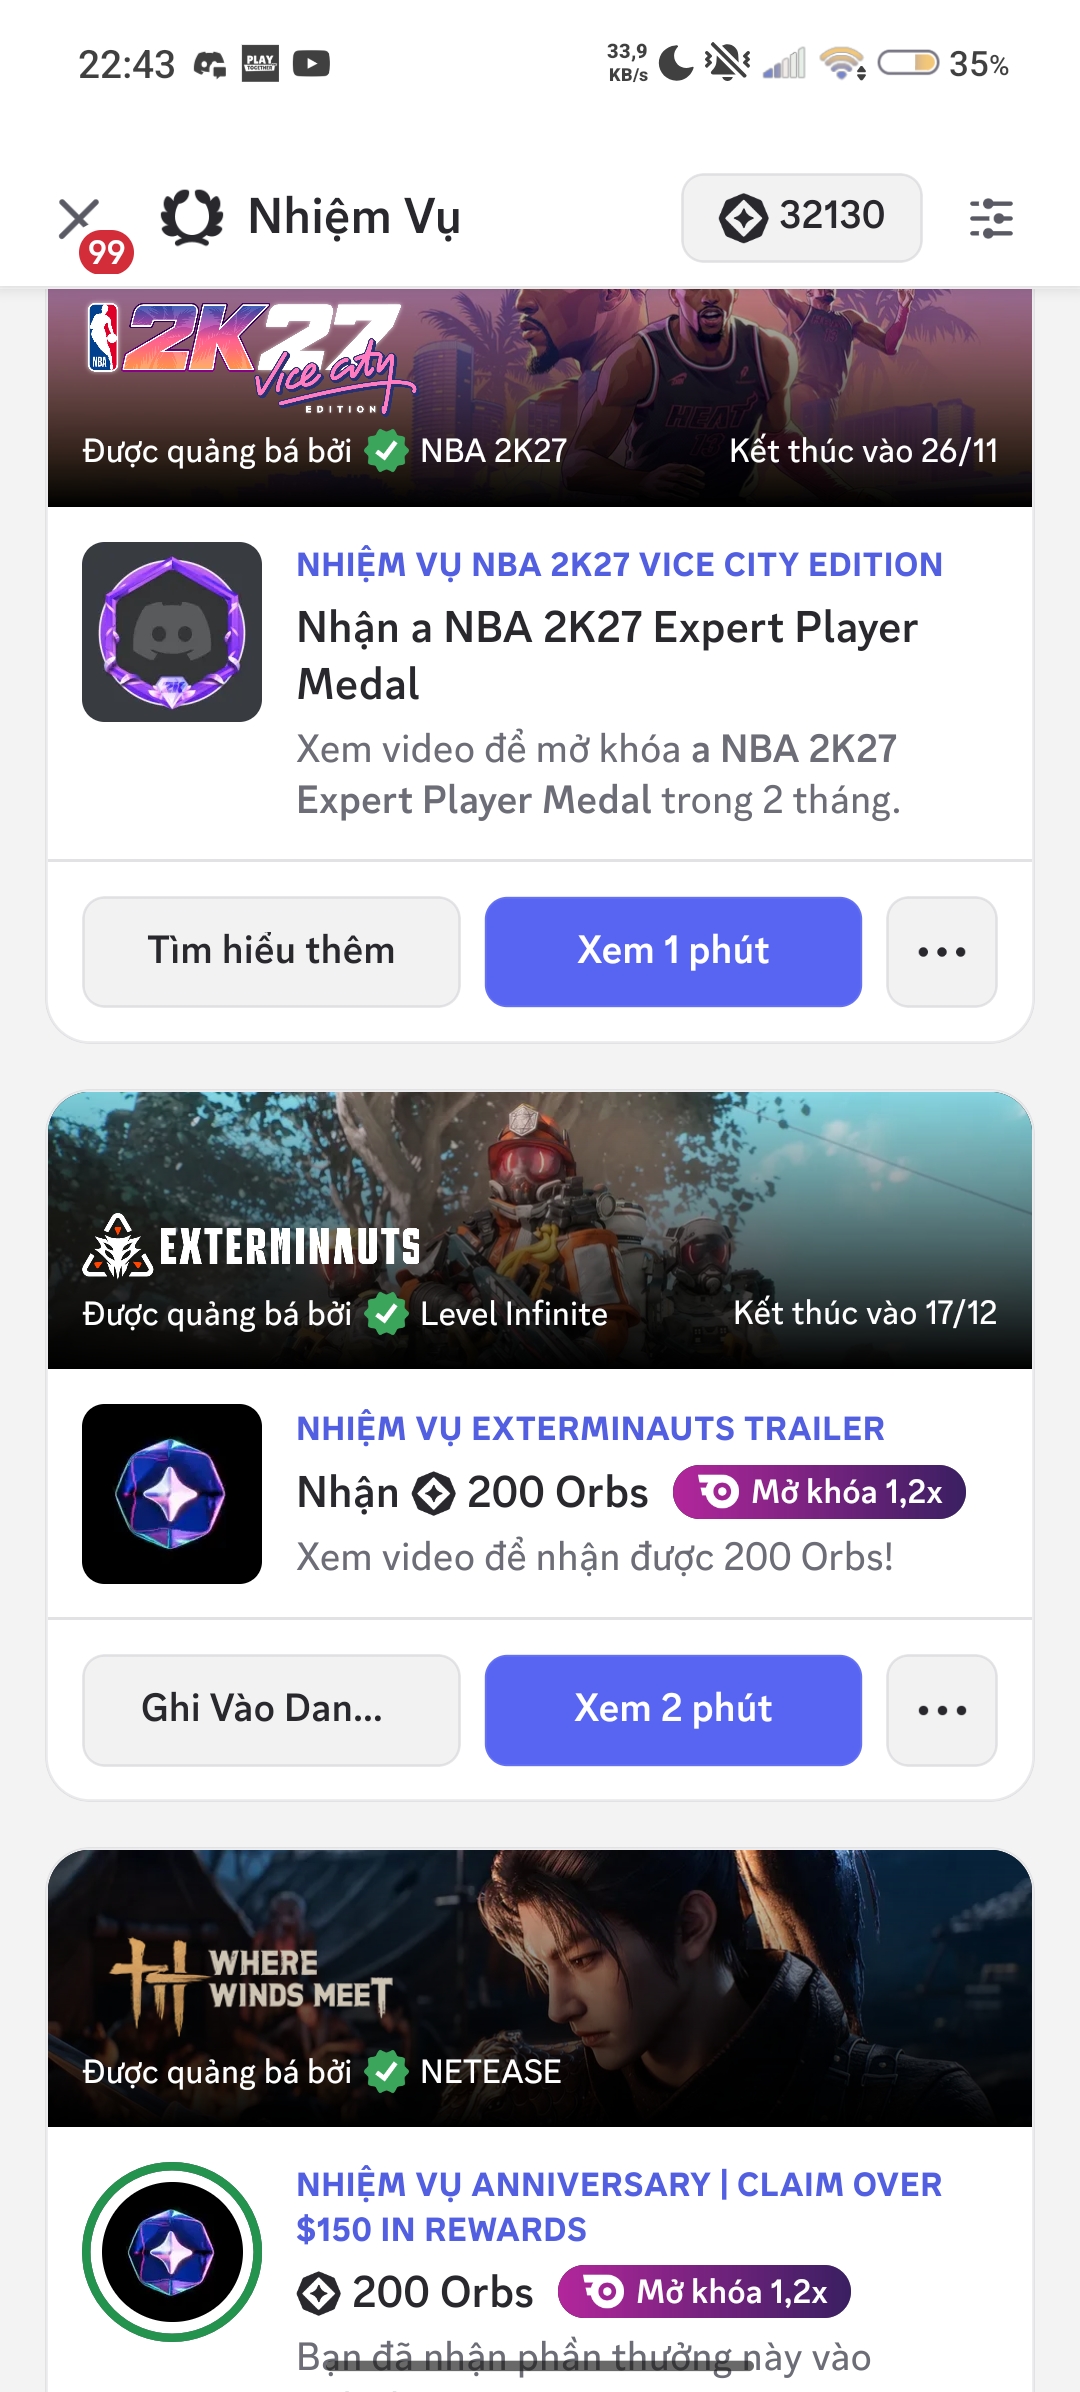 22:43
PLAY
TOGETHER
33,9
KB/s
35%
99
Nhiệm Vụ
32130
NBA
2K27
Vice City
EDITION
HEAT
13
Được quảng bá bởi NBA 2K27
Kết thúc vào 26/11
NHIỆM VỤ NBA 2K27 VICE CITY EDITION
Nhận a NBA 2K27 Expert Player
Medal
2K
Xem video để mở khóa a NBA 2K27
Expert Player Medal trong 2 tháng.
Tìm hiểu thêm
Xem 1 phút
EXTERMINAUTS
Được quảng bá bởi Level Infinite
Kết thúc vào 17/12
NHIỆM VỤ EXTERMINAUTS TRAILER
Nhận 200 Orbs Mở khóa 1,2x
Xem video để nhận được 200 Orbs!
Ghi Vào Dan...
Xem 2 phút
WHERE
WINDS MEET
Được quảng bá bởi NETEASE
NHIỆM VỤ ANNIVERSARY | CLAIM OVER
$150 IN REWARDS
200 Orbs Mở khóa 1,2x
Bạn đã nhận phần thưởng này vào